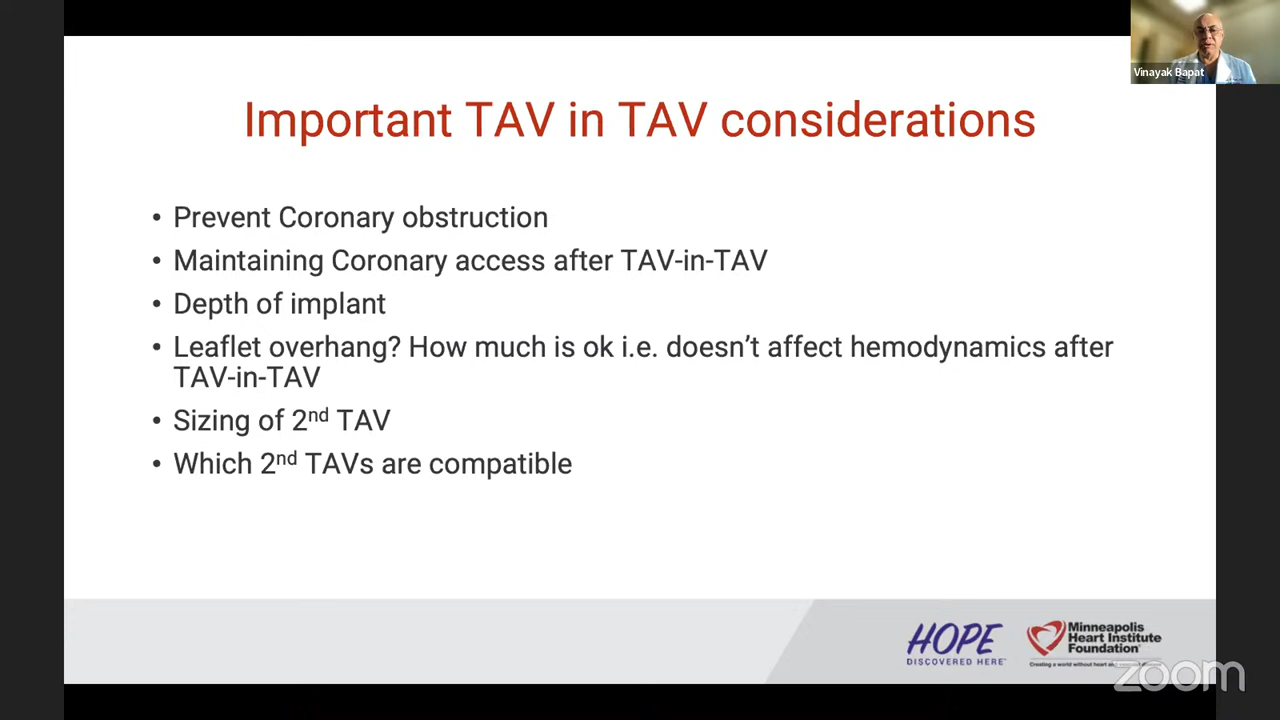 Vinayak Bapat
Important TAV in TAV considerations
• Prevent Coronary obstruction
• Maintaining Coronary access after TAV-in-TAV
• Depth of implant
• Leaflet overhang? How much is ok i.e. doesn’t affect hemodynamics after
TAV-in-TAV
• Sizing of 2nd TAV
• Which 2nd TAVs are compatible
HOPE
DISCOVERED HERE™
Minneapolis
Heart Institute
Foundation®
Creating a world without heart and
zoom